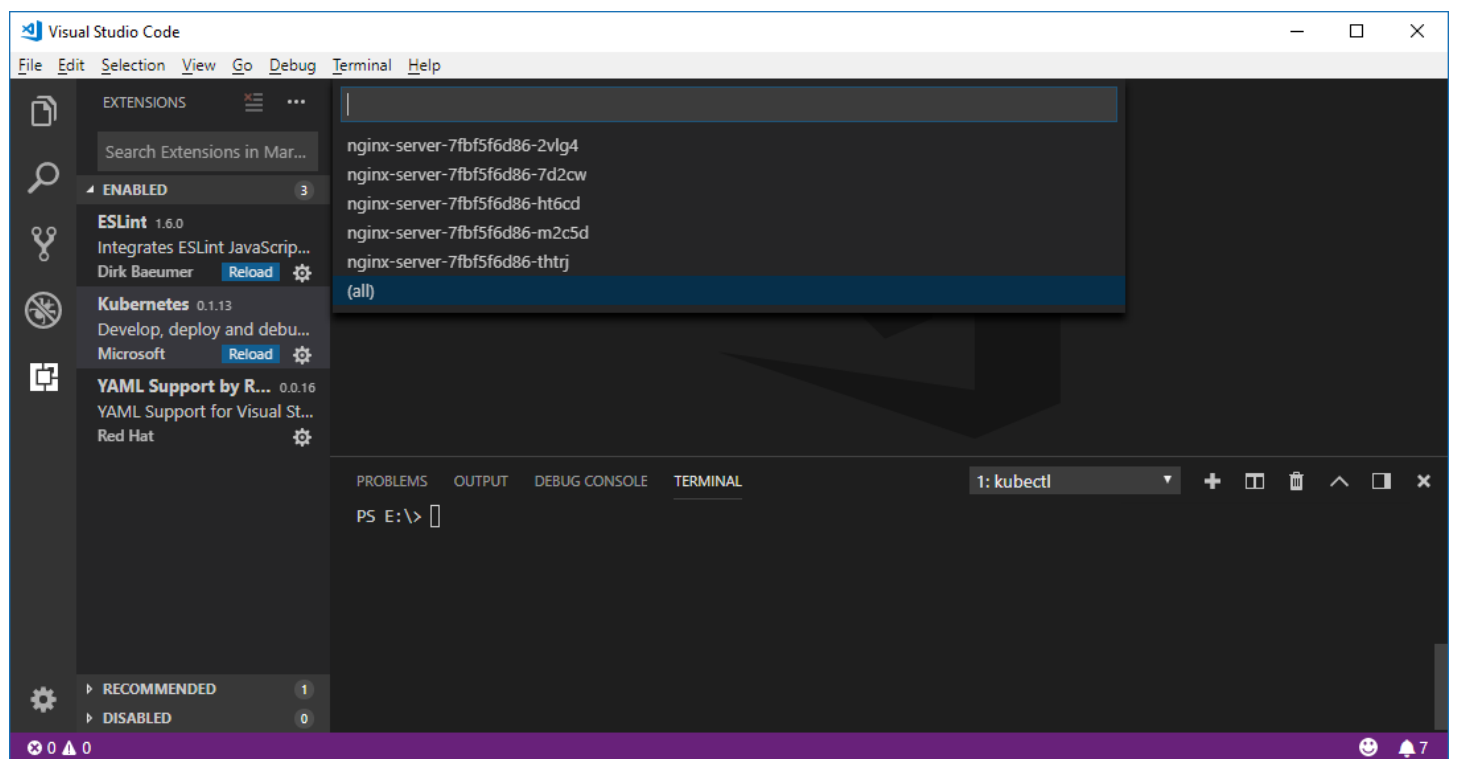 Visual Studio Code
File Edit Selection View Go Debug Terminal Help
EXTENSIONS
Search Extensions in Mar...
ENABLED 3
ESLint 1.6.0
Integrates ESLint JavaScrip...
Dirk Baeumer Reload
Kubernetes 0.1.13
Develop, deploy and debu...
Microsoft Reload
YAML Support by R... 0.0.16
YAML Support for Visual St...
Red Hat
RECOMMENDED 1
DISABLED 0
nginx-server-7fbf5f6d86-2vlg4
nginx-server-7fbf5f6d86-7d2cw
nginx-server-7fbf5f6d86-ht6cd
nginx-server-7fbf5f6d86-m2c5d
nginx-server-7fbf5f6d86-thtrj
(all)
PROBLEMS OUTPUT DEBUG CONSOLE TERMINAL 1: kubectl
PS E:\>
0 0 7